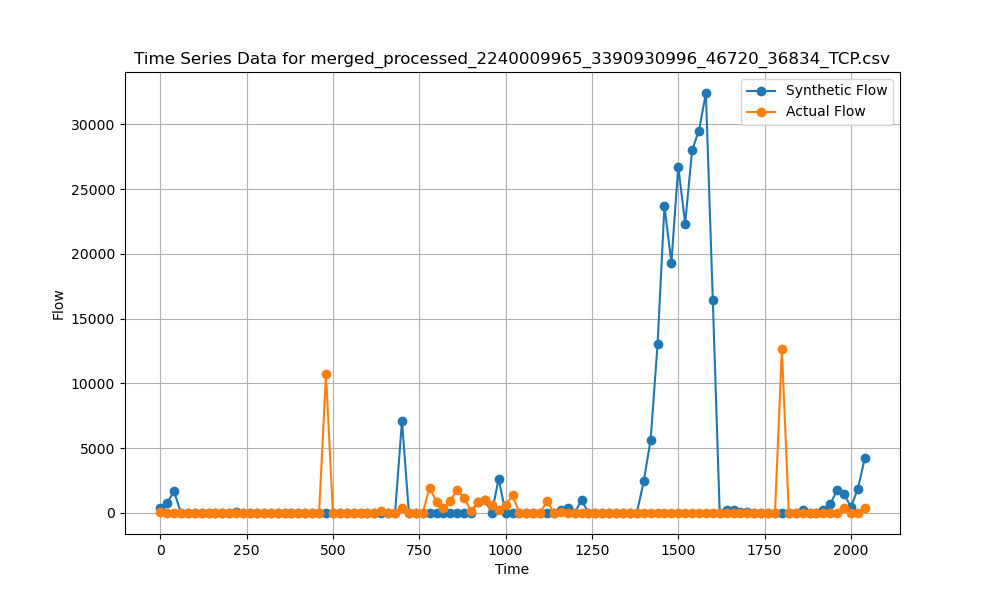 Time Series Data for merged_processed_2240009965_3390930996_46720_36834_TCP.csv
Synthetic Flow
Actual Flow
30000
25000
20000
15000
10000
5000
0
Flow
0 250 500 750 1000 1250 1500 1750 2000
Time